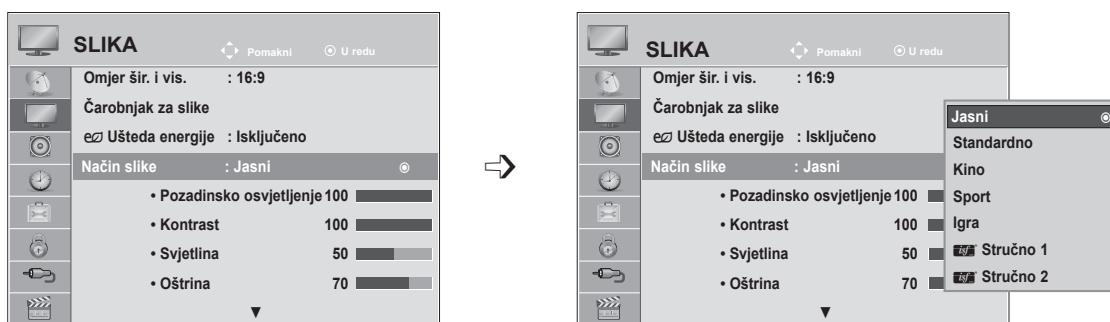 SLIKA Pomakni U redu
Omjer šir. i vis. : 16:9
Čarobnjak za slike
Ušteda energije : Isključeno
Način slike : Jasni
• Pozadinsko osvjetljenje 100
• Kontrast 100
• Svjetlina 50
• Oštrina 70
SLIKA Pomakni U redu
Omjer šir. i vis. : 16:9
Čarobnjak za slike
Ušteda energije : Isključeno
Način slike : Jasni
• Pozadinsko osvjetljenje 100
• Kontrast 100
• Svjetlina 50
• Oštrina 70
Jasni
Standardno
Kino
Sport
Igra
isf Stručno 1
isf Stručno 2